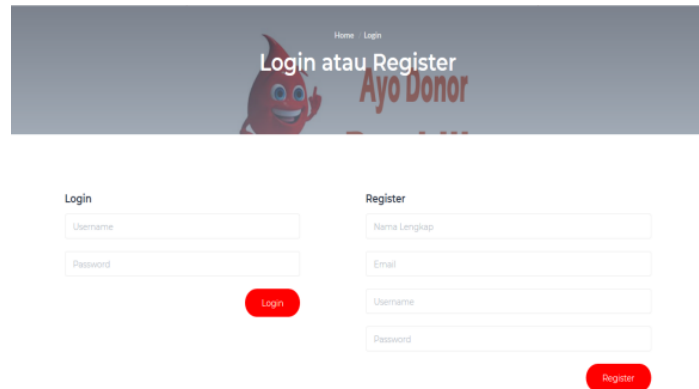 Home / Login
Login atau Register
Ayo Donor
Login
Username
Password
Login
Register
Nama Lengkap
Email
Username
Password
Register